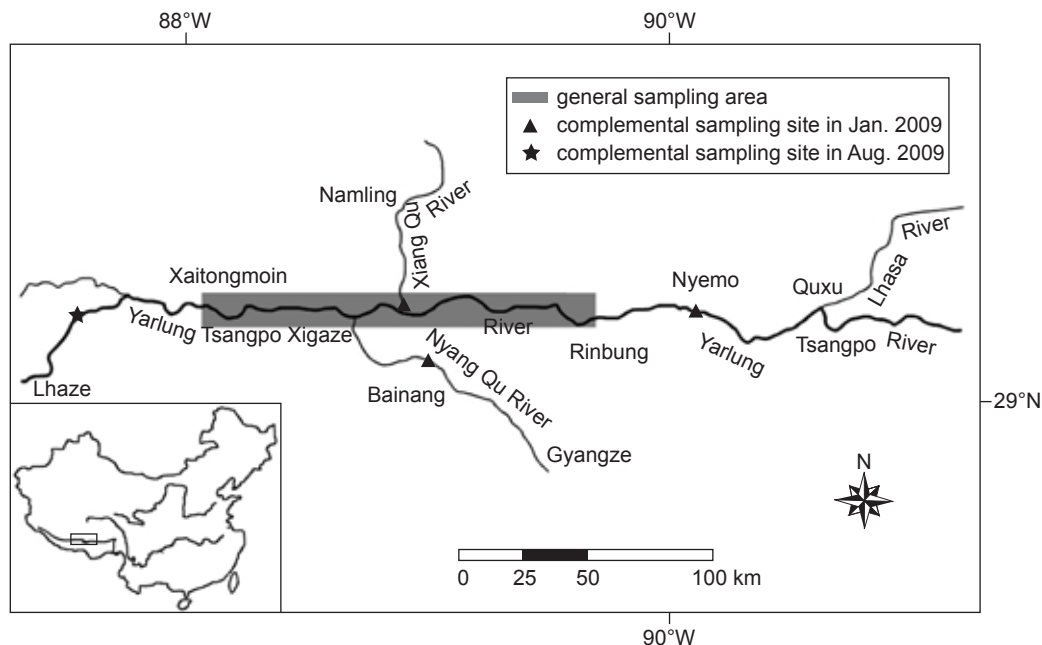 88°W 90°W
general sampling area
complemental sampling site in Jan. 2009
complemental sampling site in Aug. 2009
Namling
Xiang Qu
River
River
Lhasa
Xaitongmoin
Nyemo
Quxu
Yarlung
Tsangpo
Xigaze
River
Rinbung
Yarlung
Tsangpo
River
Lhaze
Bainang
Nyang Qu River
29°N
Gyangze
N
0 25 50 100 km
90°W